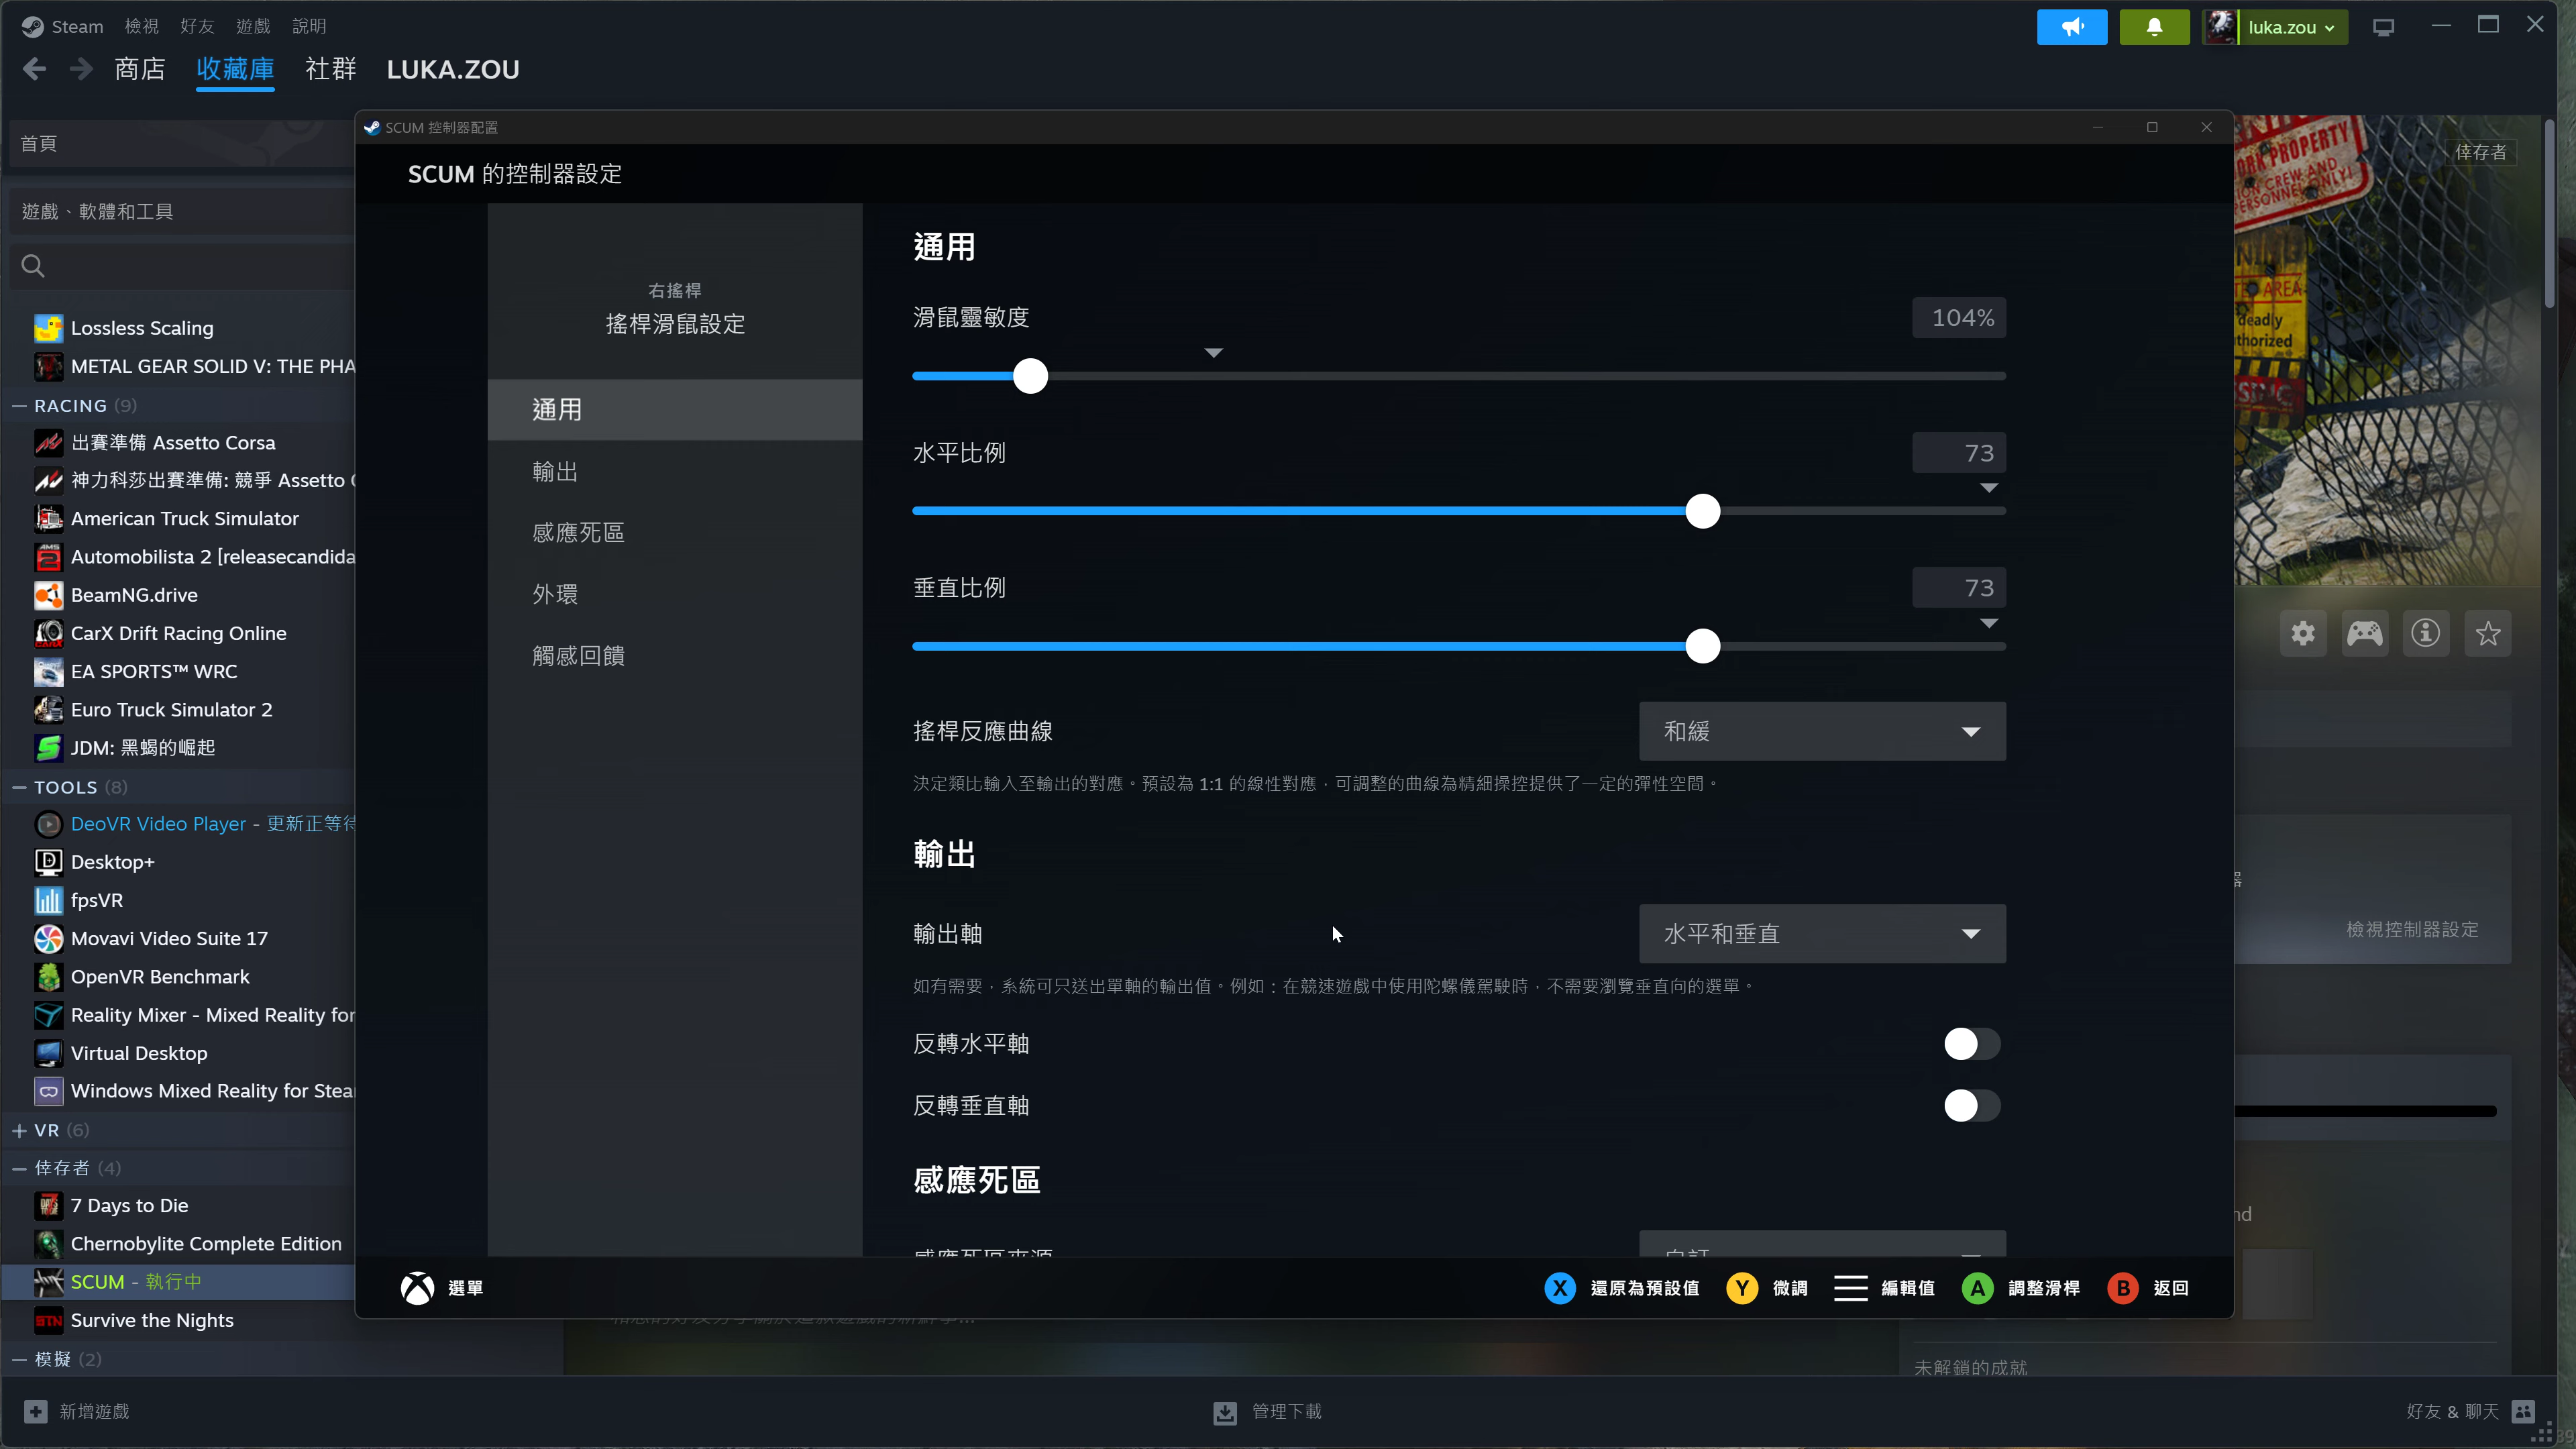 Steam 檢視 好友 遊戲 說明
luka.zou
商店 收藏庫 社群 LUKA.ZOU
首頁
遊戲、軟體和工具
Lossless Scaling
METAL GEAR SOLID V: THE PHA
RACING (9)
出賽準備 Assetto Corsa
神力科莎出賽準備: 競爭 Assetto
American Truck Simulator
Automobilista 2 [releasecandida
BeamNG.drive
CarX Drift Racing Online
EA SPORTS™ WRC
Euro Truck Simulator 2
JDM: 黑蝎的崛起
TOOLS (8)
DeoVR Video Player - 更新正等待
Desktop+
fpsVR
Movavi Video Suite 17
OpenVR Benchmark
Reality Mixer - Mixed Reality for
Virtual Desktop
Windows Mixed Reality for Stea
VR (6)
倖存者 (4)
7 Days to Die
Chernobylite Complete Edition
SCUM - 執行中
Survive the Nights
模擬 (2)
新增遊戲
SCUM 控制器配置
SCUM 的控制器設定
右搖桿
搖桿滑鼠設定
通用
輸出
感應死區
外環
觸感回饋
通用
滑鼠靈敏度 104%
水平比例 73
垂直比例 73
搖桿反應曲線 和緩
決定類比輸入至輸出的對應。預設為 1:1 的線性對應，可調整的曲線為精細操控提供了一定的彈性空間。
輸出
輸出軸 水平和垂直
如有需要，系統可只送出單軸的輸出值。例如：在競速遊戲中使用陀螺儀駕駛時，不需要瀏覽垂直向的選單。
反轉水平軸
反轉垂直軸
感應死區
感應死區來源 自訂
選單
X 還原為預設值 Y 微調 編輯值 A 調整滑桿 B 返回
倖存者
WORK PROPERTY
CREW AND
PERSONNEL ONLY!
deadly
檢視控制器設定
未解鎖的成就
管理下載
好友 & 聊天